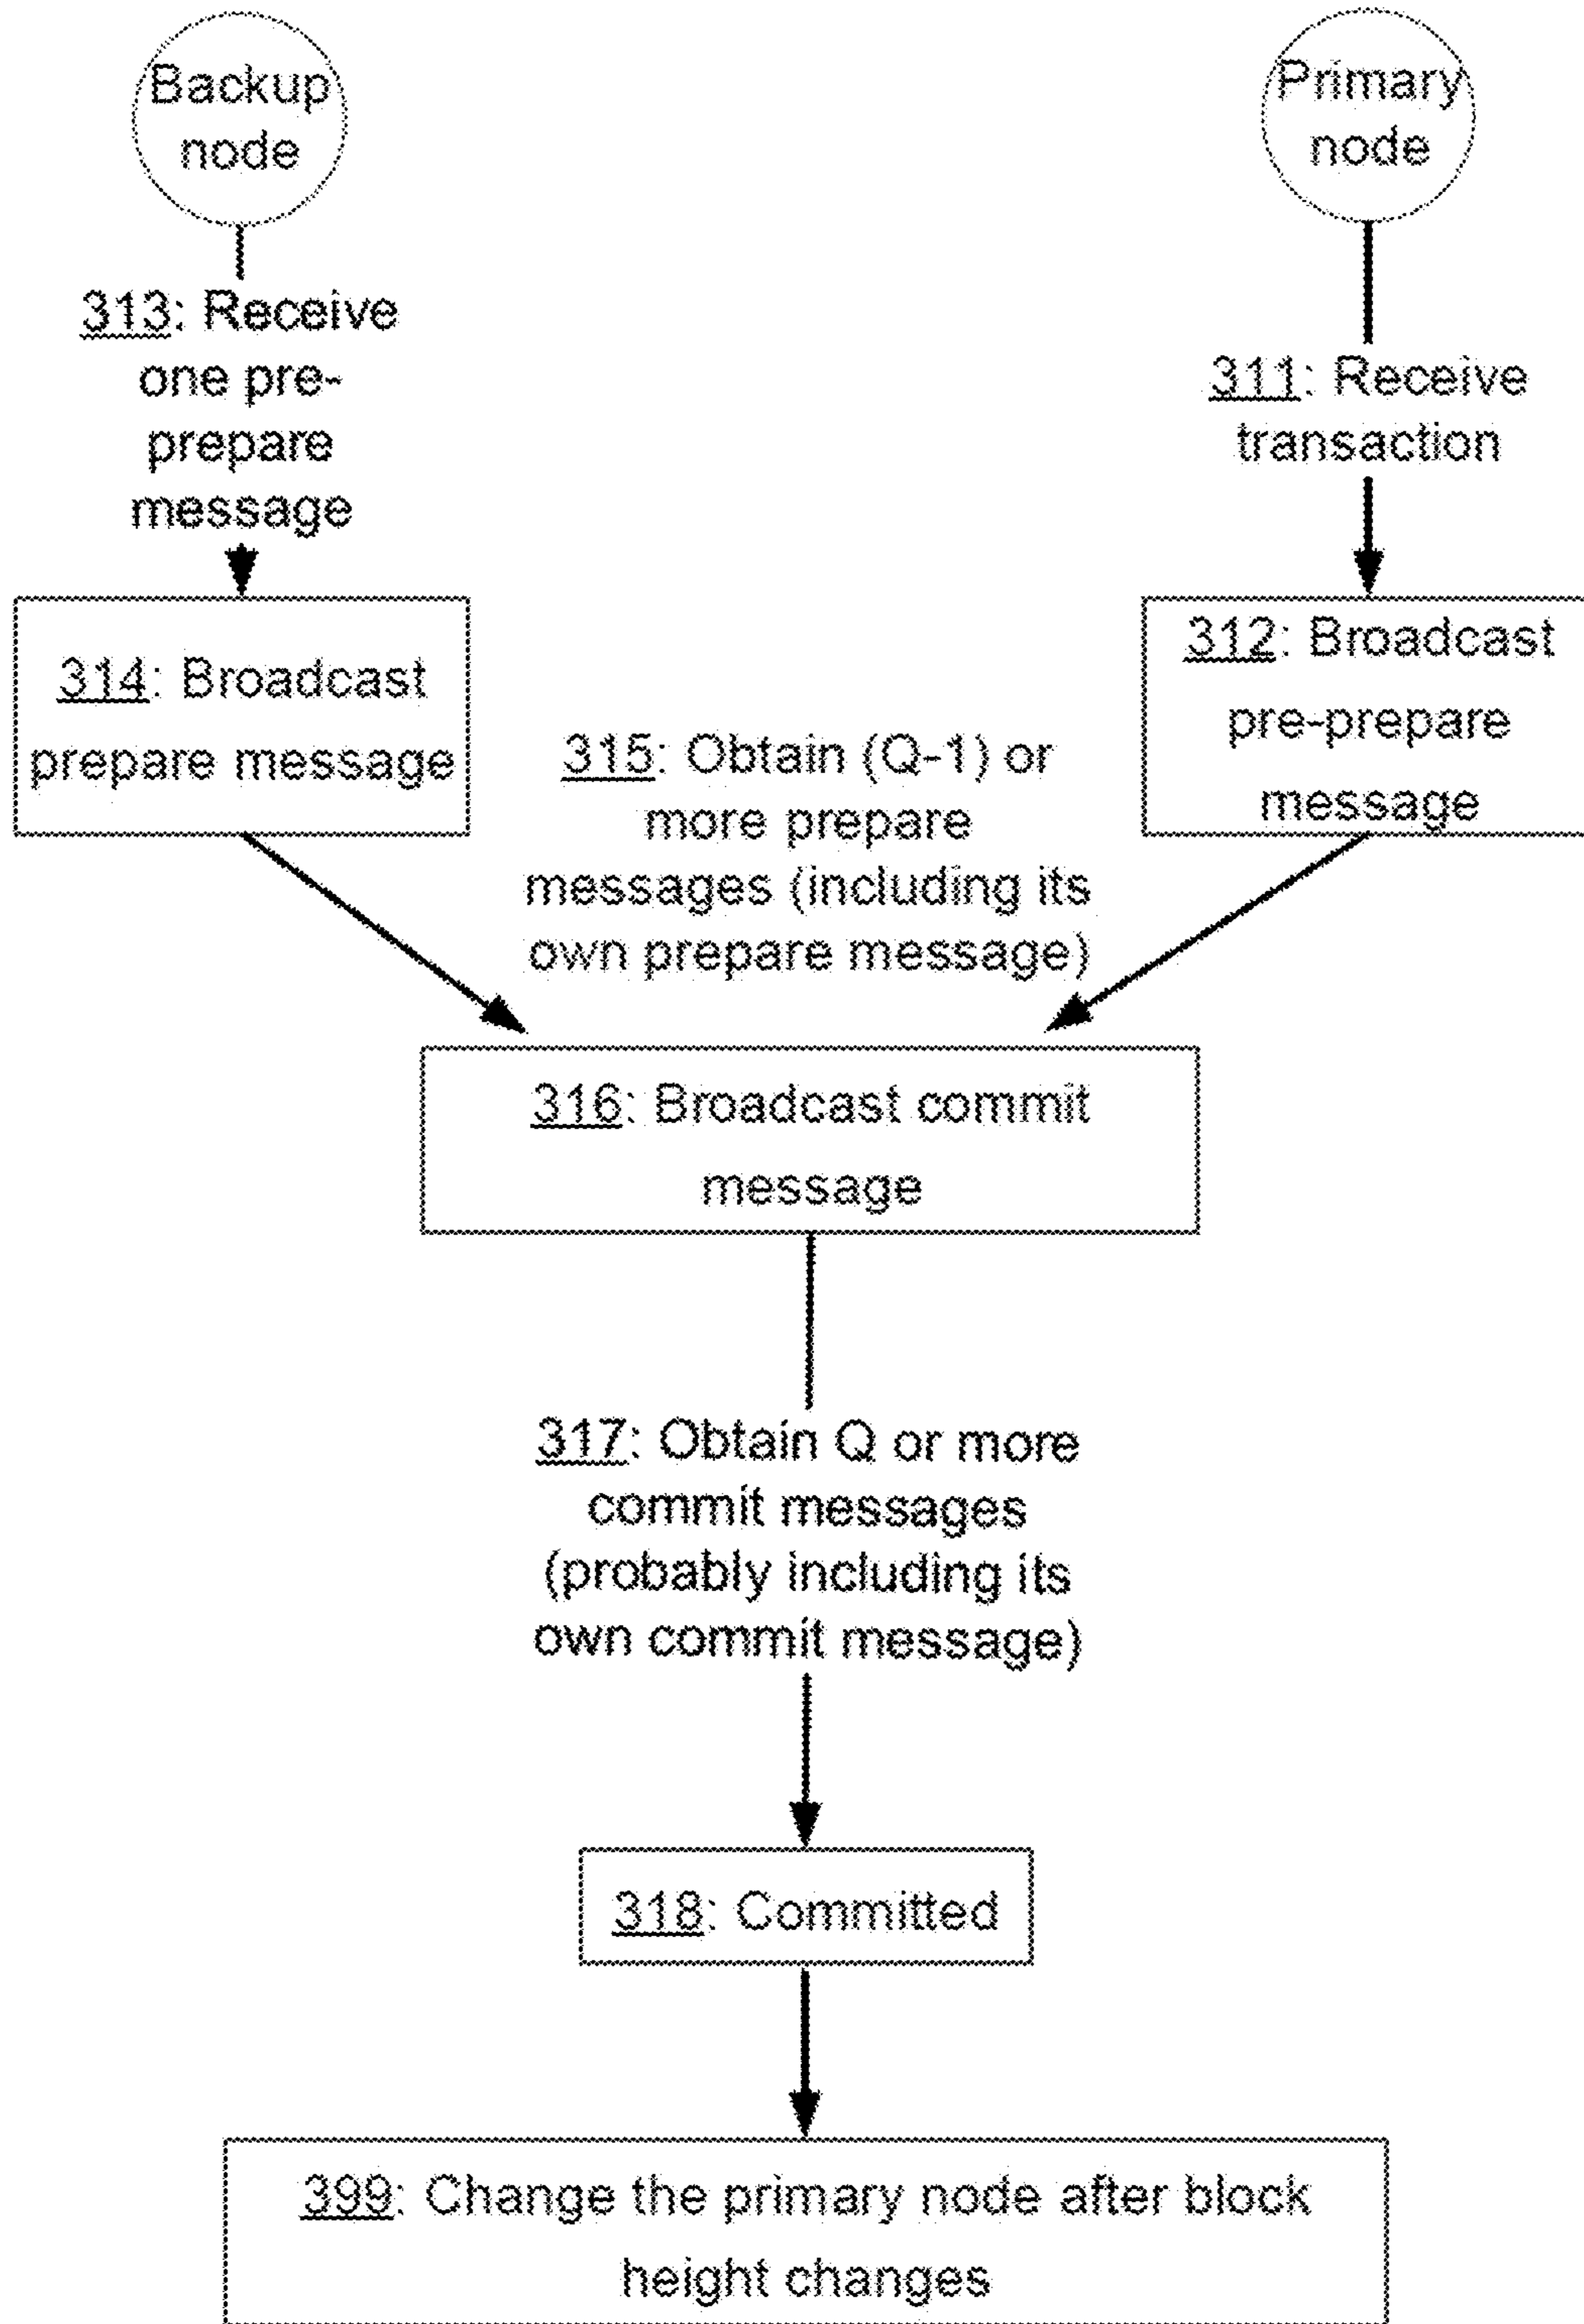 Backup
node
Primary
node
313: Receive
one pre-
prepare
message
311: Receive
transaction
314: Broadcast
prepare message
312: Broadcast
pre-prepare
message
315: Obtain (Q-1) or
more prepare
messages (including its
own prepare message)
316: Broadcast commit
message
317: Obtain Q or more
commit messages
(probably including its
own commit message)
318: Committed
399: Change the primary node after block
height changes